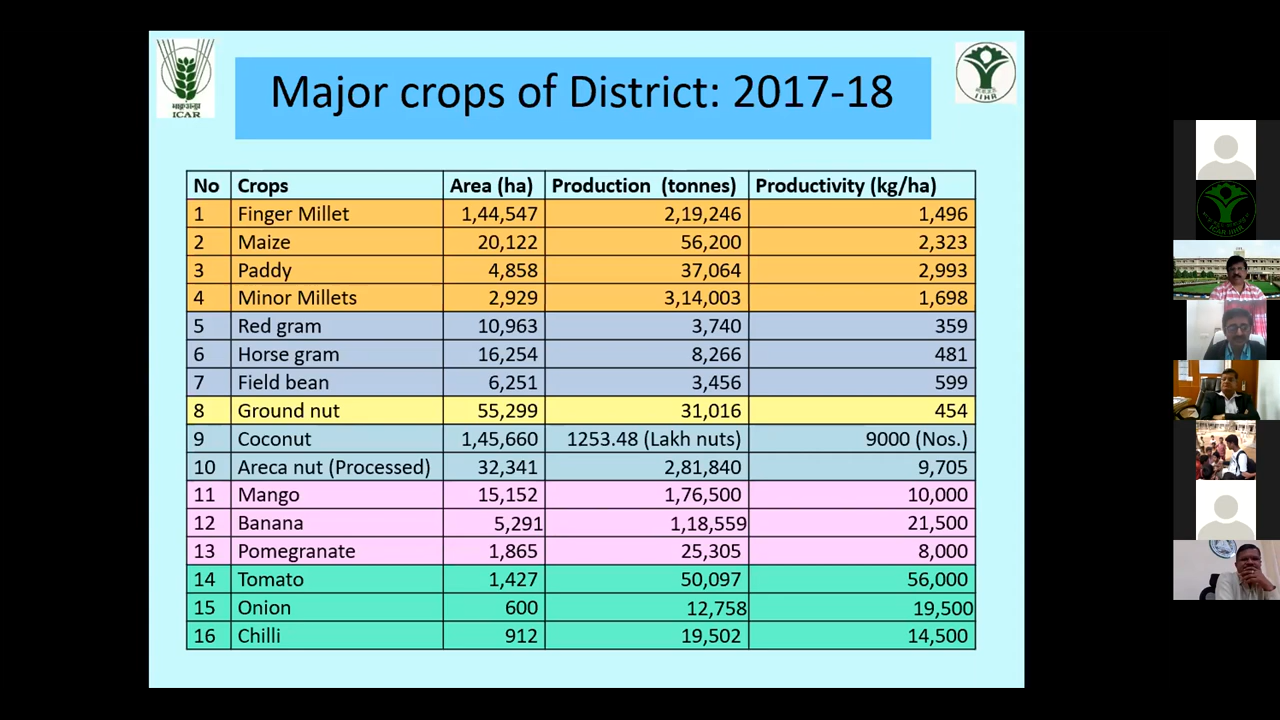 Major crops of District: 2017-18
ICAR
IIHR
No Crops Area (ha) Production (tonnes) Productivity (kg/ha)
1 Finger Millet 1,44,547 2,19,246 1,496
2 Maize 20,122 56,200 2,323
3 Paddy 4,858 37,064 2,993
4 Minor Millets 2,929 3,14,003 1,698
5 Red gram 10,963 3,740 359
6 Horse gram 16,254 8,266 481
7 Field bean 6,251 3,456 599
8 Ground nut 55,299 31,016 454
9 Coconut 1,45,660 1253.48 (Lakh nuts) 9000 (Nos.)
10 Areca nut (Processed) 32,341 2,81,840 9,705
11 Mango 15,152 1,76,500 10,000
12 Banana 5,291 1,18,559 21,500
13 Pomegranate 1,865 25,305 8,000
14 Tomato 1,427 50,097 56,000
15 Onion 600 12,758 19,500
16 Chilli 912 19,502 14,500